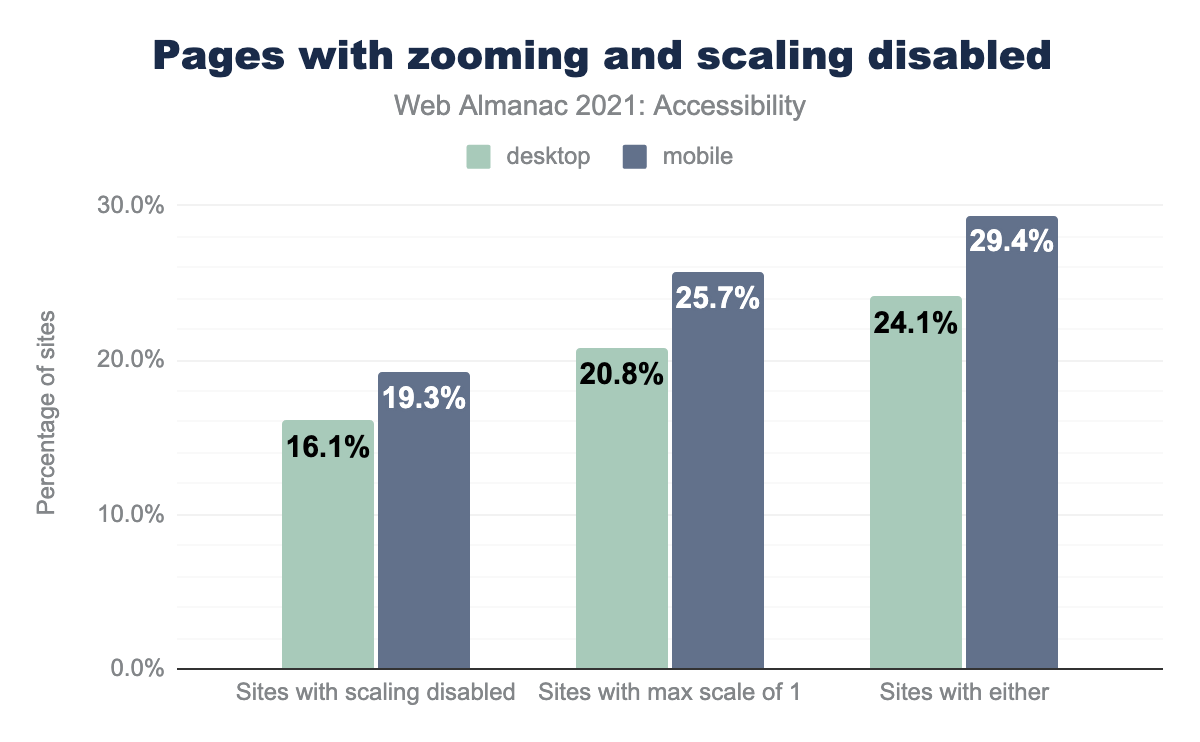 Pages with zooming and scaling disabled
Web Almanac 2021: Accessibility
desktop mobile
Percentage of sites
30.0%
20.0%
10.0%
0.0%
16.1% 19.3%
20.8% 25.7%
24.1% 29.4%
Sites with scaling disabled Sites with max scale of 1 Sites with either